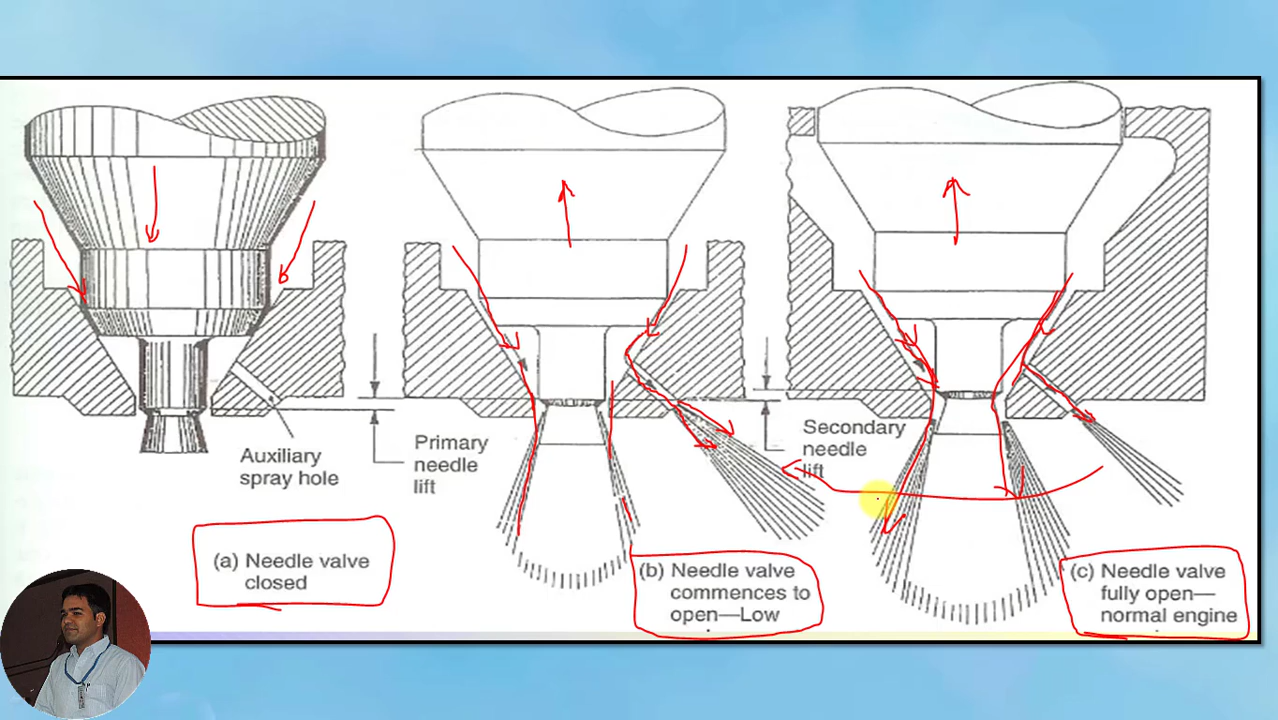 Auxiliary
spray hole
Primary
needle
lift
Secondary
needle
lift
(a) Needle valve
closed
(b) Needle valve
commences to
open—Low
(c) Needle valve
fully open—
normal engine